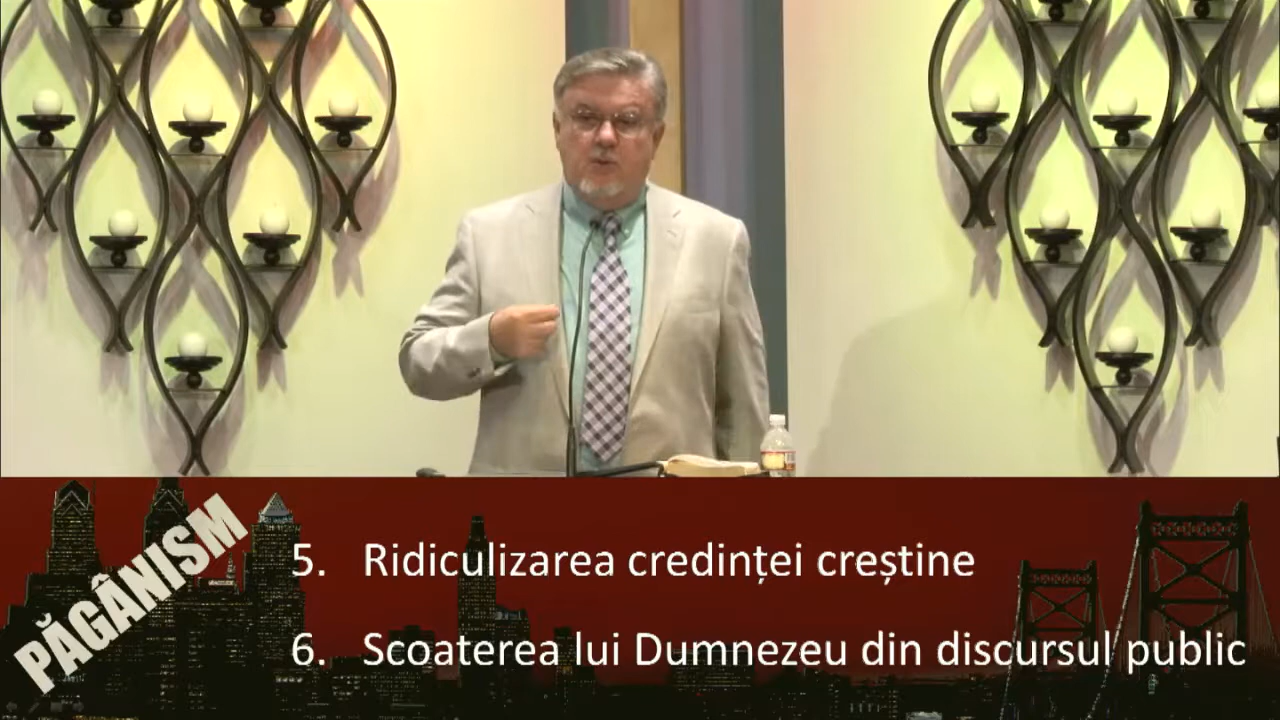 PĂGÂNISM
5. Ridiculizarea credinței creștine
6. Scoaterea lui Dumnezeu din discursul public